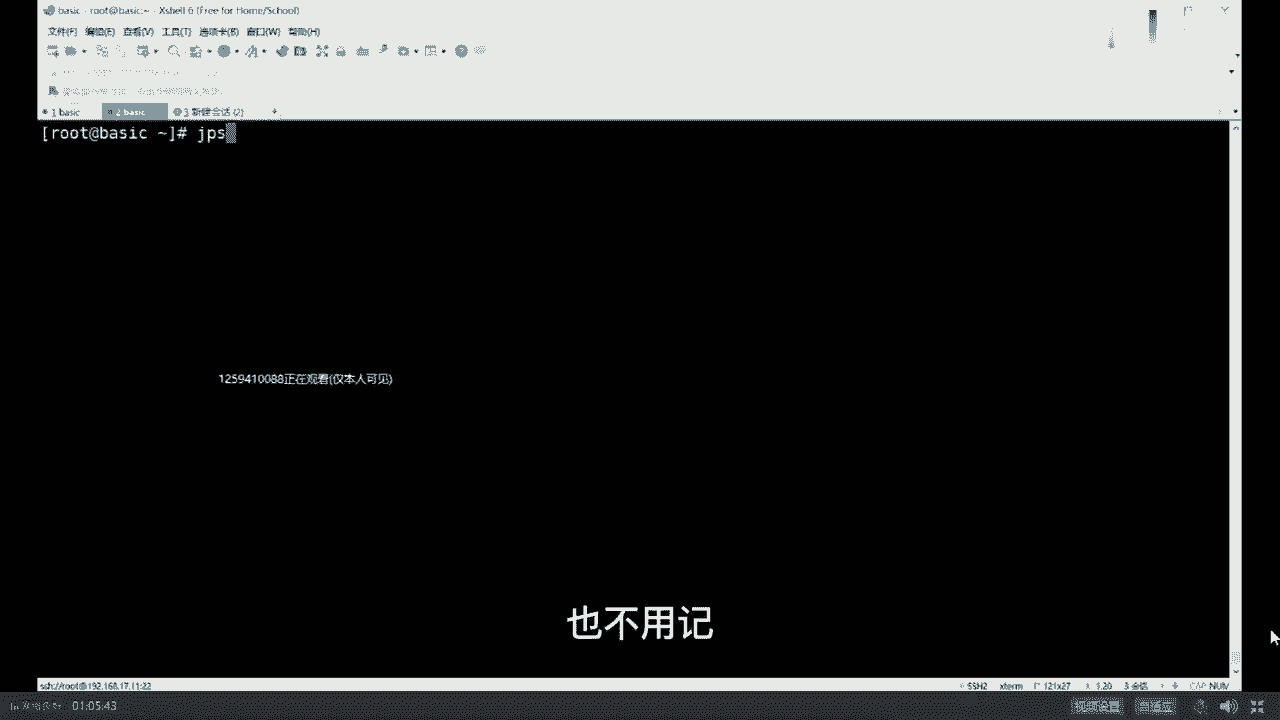 basic - root@basic:~ - Xshell 6 (Free for Home/School)
文件(F) 编辑(E) 查看(V) 工具(T) 选项卡(B) 窗口(W) 帮助(H)
1 basic 2 basic 3 新建会话 (2) +
[root@basic ~]# jps
1259410088正在观看(仅本人可见)
也不用记
ssh://root@192.168.17.11:22 SSH2 xterm 121x27 1,20 3 会话 CAP NUM
01:05:43 视频设置